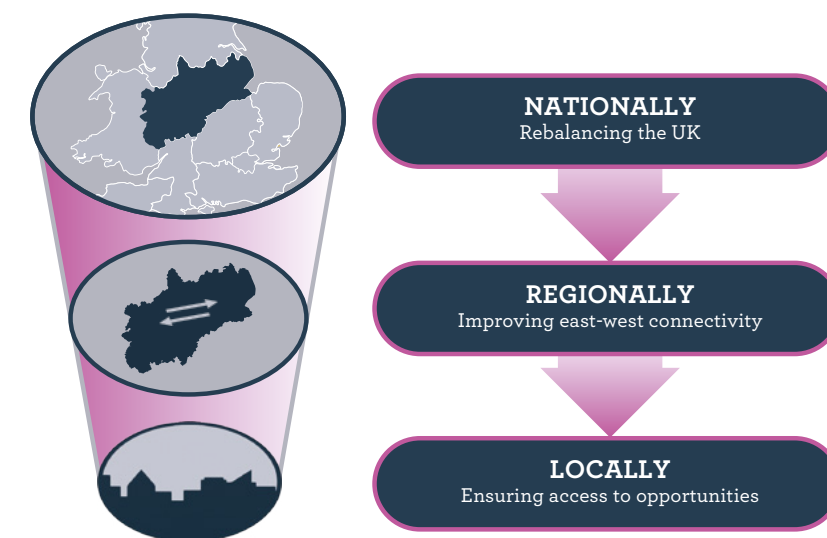 NATIONALLY
Rebalancing the UK
REGIONALLY
Improving east-west connectivity
LOCALLY
Ensuring access to opportunities